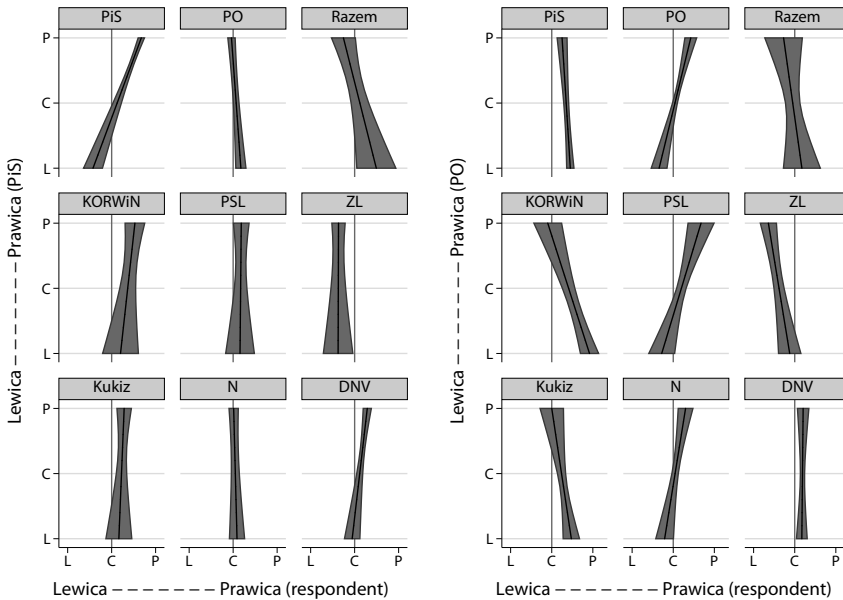 PiS PO Razem
P
C
L
KORWiN PSL ZL
P
C
L
Kukiz N DNV
P
C
L
L C P L C P L C P
Lewica – – – – – – – Prawica (PiS)
Lewica – – – – – – – Prawica (respondent)
PiS PO Razem
P
C
L
KORWiN PSL ZL
P
C
L
Kukiz N DNV
P
C
L
L C P L C P L C P
Lewica – – – – – – – Prawica (PO)
Lewica – – – – – – – Prawica (respondent)